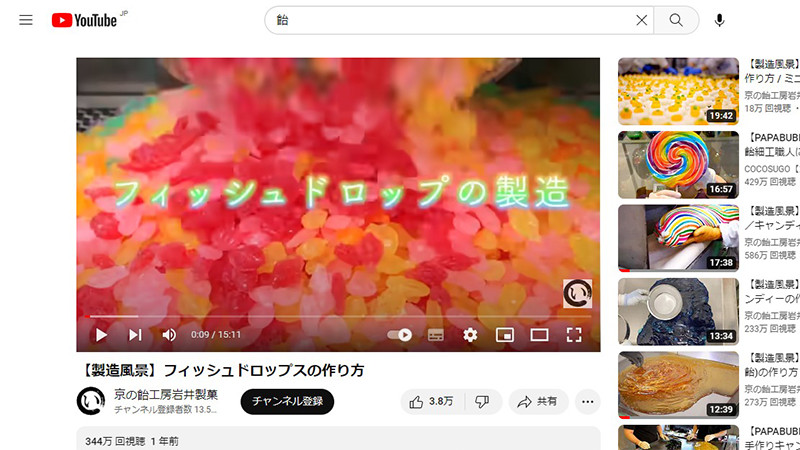 YouTube JP
飴
フィッシュドロップの製造
0:09 / 15:11
【製造風景】フィッシュドロップスの作り方
京の飴工房岩井製菓
チャンネル登録者数 13.5...
チャンネル登録
3.8万
共有
344万 回視聴 1 年前
19:42
【製造風景】
作り方 / ミニ
京の飴工房岩
18万 回視聴 ・
16:57
【PAPABUBB
飴細工職人に
COCOSUGO【
429万 回視聴
17:38
【製造風景】
／キャンディ
京の飴工房岩
586万 回視聴
13:34
【製造風景】
ンディーの作
京の飴工房岩
233万 回視聴
12:39
【製造風景】
飴)の作り方
京の飴工房岩
273万 回視聴
【PAPABUBB
手作りキャン